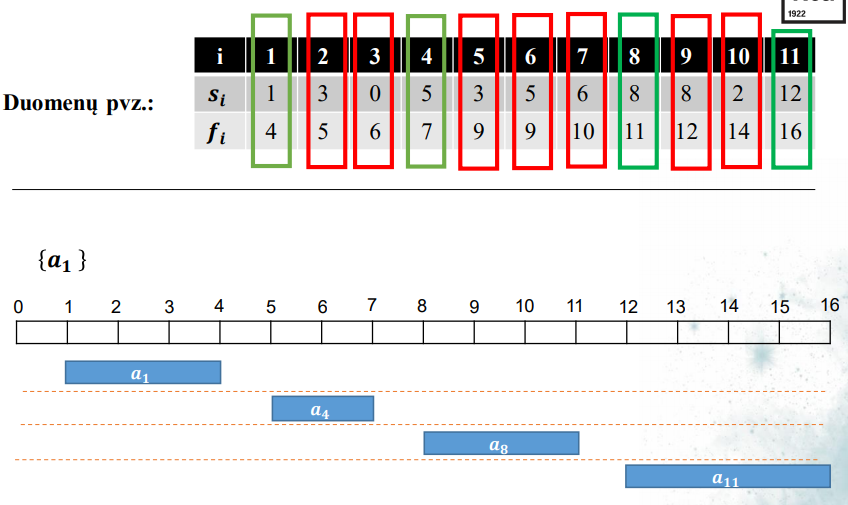 1922
i 1 2 3 4 5 6 7 8 9 10 11
Duomenų pvz.: sᵢ 1 3 0 5 3 5 6 8 8 2 12
fᵢ 4 5 6 7 9 9 10 11 12 14 16
{a₁ }
0 1 2 3 4 5 6 7 8 9 10 11 12 13 14 15 16
a₁
a₄
a₈
a₁₁